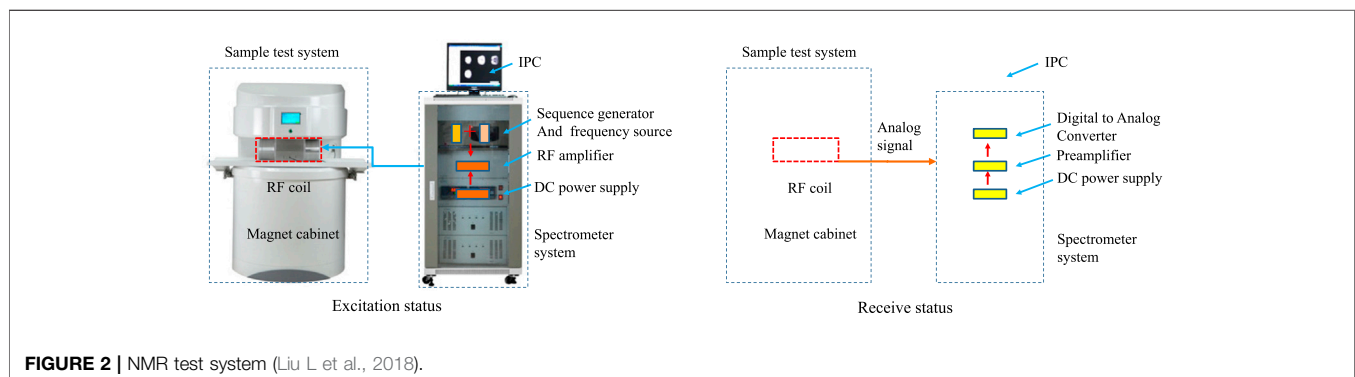 Sample test system
IPC
Sequence generator
And frequency source
RF amplifier
RF coil
DC power supply
Magnet cabinet
Spectrometer
system
Excitation status
Sample test system
IPC
Analog
signal
Digital to Analog
Converter
Preamplifier
DC power supply
RF coil
Magnet cabinet
Spectrometer
system
Receive status
FIGURE 2 | NMR test system (Liu L et al., 2018).